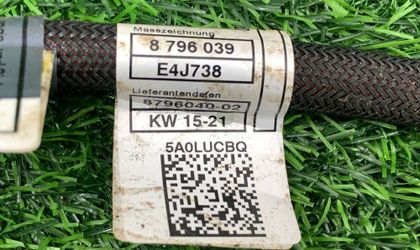 Masszeichnung
8 796 039
E4J738
Lieferantendaten
8796040-02
KW 15-21
5A0LUCBQ